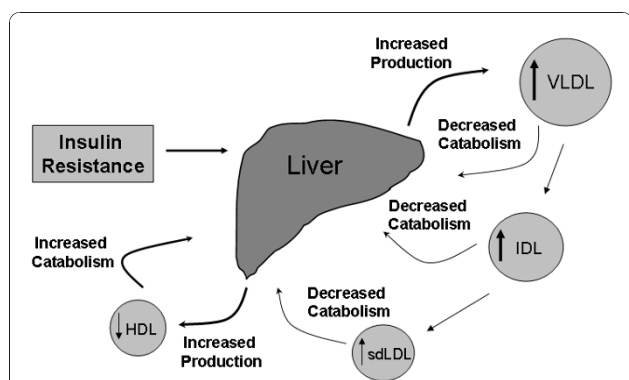 Increased
Production
↑ VLDL
Insulin
Resistance
Liver
Decreased
Catabolism
Decreased
Catabolism
↑ IDL
Increased
Catabolism
Decreased
Catabolism
↓ HDL
Increased
Production
↑ sdLDL